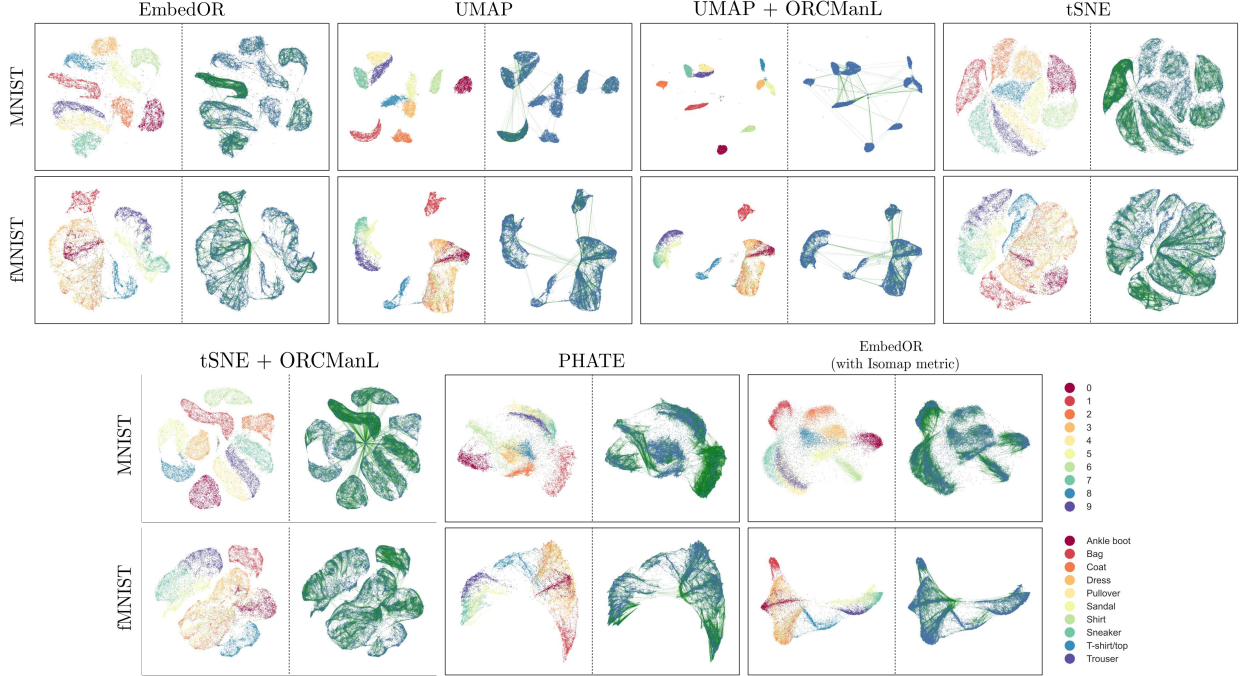 EmbedOR
UMAP
UMAP + ORCManL
tSNE
MNIST
fMNIST
tSNE + ORCManL
PHATE
EmbedOR
(with Isomap metric)
MNIST
fMNIST
0
1
2
3
4
5
6
7
8
9
Ankle boot
Bag
Coat
Dress
Pullover
Sandal
Shirt
Sneaker
T-shirt/top
Trouser